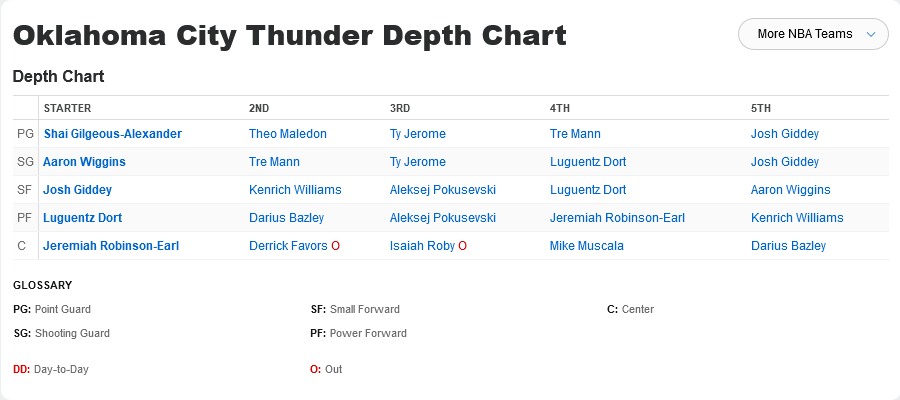 Oklahoma City Thunder Depth Chart
More NBA Teams
Depth Chart
STARTER 2ND 3RD 4TH 5TH
PG Shai Gilgeous-Alexander Theo Maledon Ty Jerome Tre Mann Josh Giddey
SG Aaron Wiggins Tre Mann Ty Jerome Luguentz Dort Josh Giddey
SF Josh Giddey Kenrich Williams Aleksej Pokusevski Luguentz Dort Aaron Wiggins
PF Luguentz Dort Darius Bazley Aleksej Pokusevski Jeremiah Robinson-Earl Kenrich Williams
C Jeremiah Robinson-Earl Derrick Favors O Isaiah Roby O Mike Muscala Darius Bazley
GLOSSARY
PG: Point Guard SF: Small Forward C: Center
SG: Shooting Guard PF: Power Forward
DD: Day-to-Day O: Out